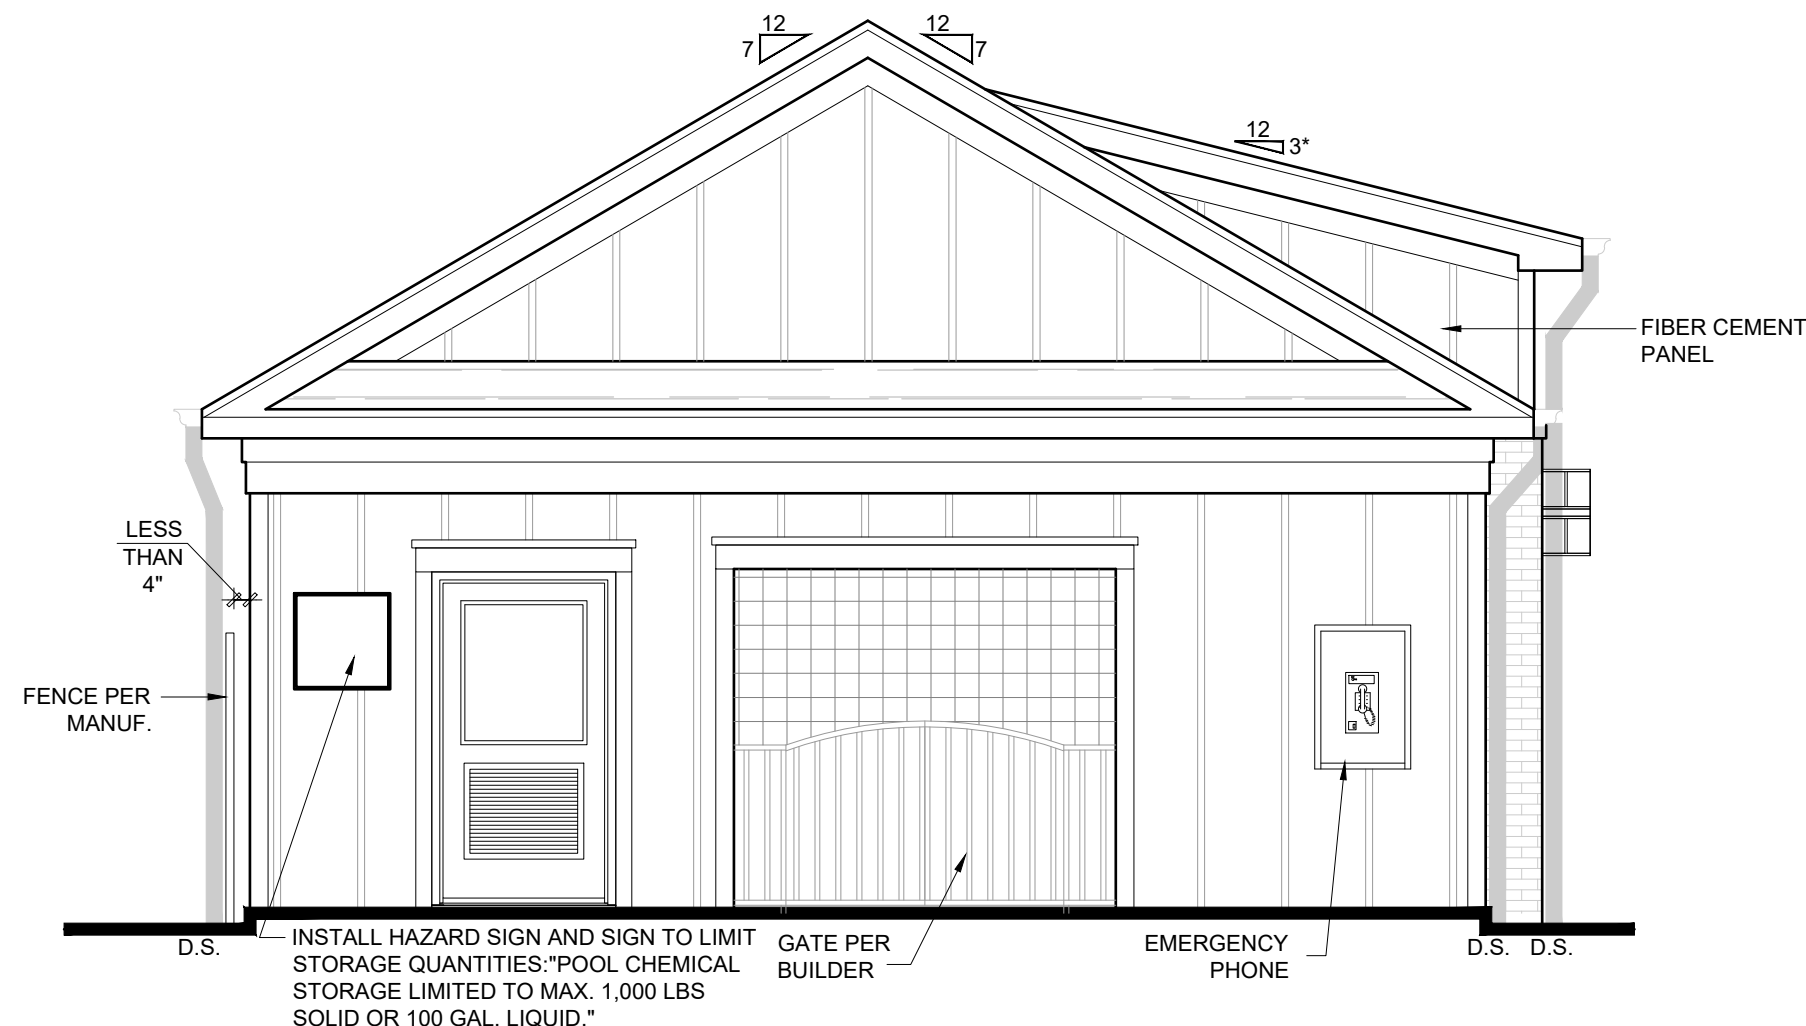 12
7
12
7
12
3*
FIBER CEMENT
PANEL
LESS
THAN
4"
FENCE PER
MANUF.
D.S.
INSTALL HAZARD SIGN AND SIGN TO LIMIT
STORAGE QUANTITIES:"POOL CHEMICAL
STORAGE LIMITED TO MAX. 1,000 LBS
SOLID OR 100 GAL. LIQUID."
GATE PER
BUILDER
EMERGENCY
PHONE
D.S.
D.S.